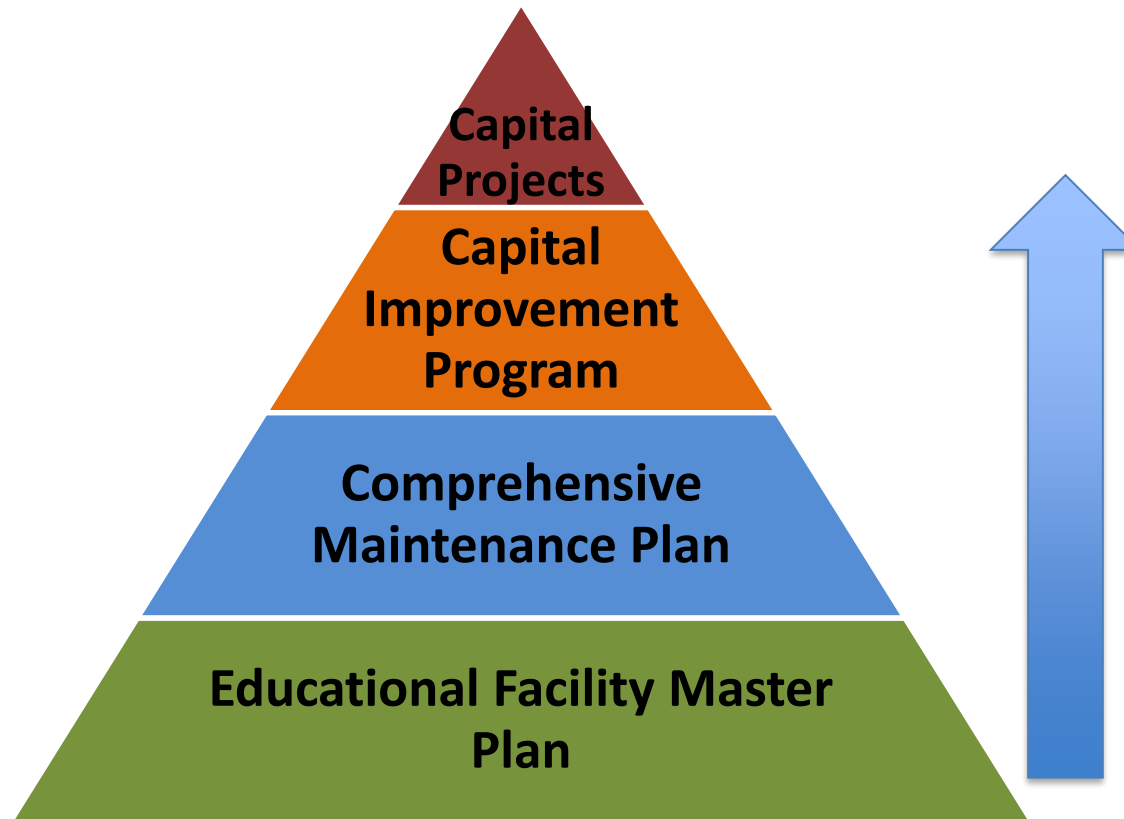 Capital
Projects
Capital
Improvement
Program
Comprehensive
Maintenance Plan
Educational Facility Master
Plan